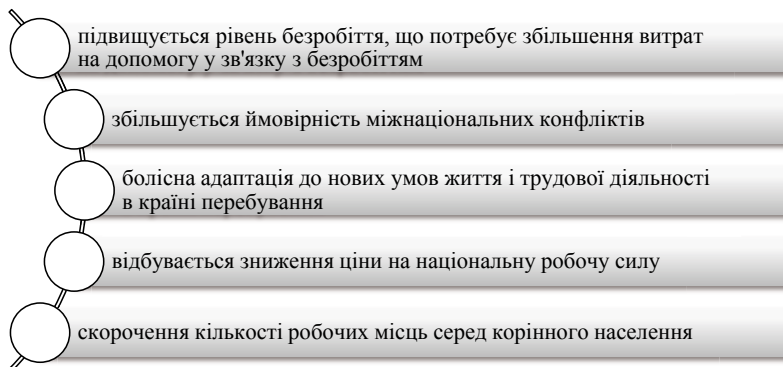 підвищується рівень безробіття, що потребує збільшення витрат
на допомогу у зв'язку з безробіттям
збільшується ймовірність міжнаціональних конфліктів
болісна адаптація до нових умов життя і трудової діяльності
в країні перебування
відбувається зниження ціни на національну робочу силу
скорочення кількості робочих місць серед корінного населення